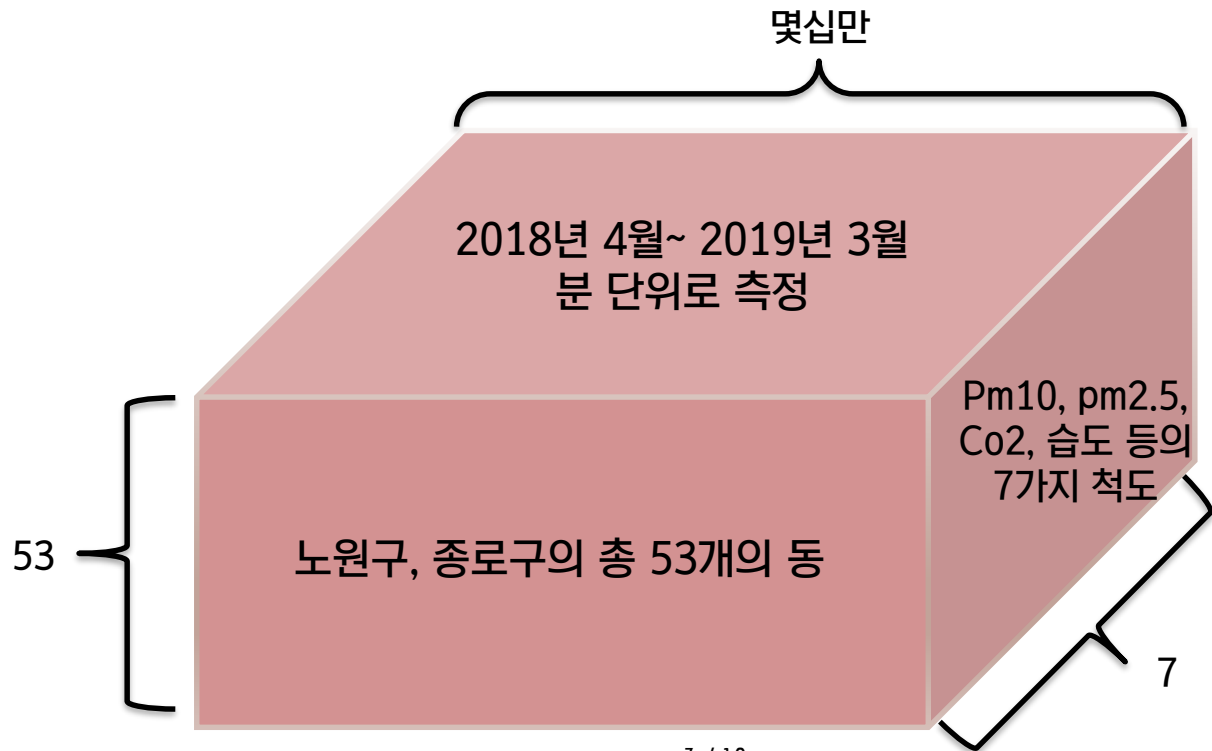 몇십만
2018년 4월~ 2019년 3월
분 단위로 측정
Pm10, pm2.5,
Co2, 습도 등의
7가지 척도
53
노원구, 종로구의 총 53개의 동
7